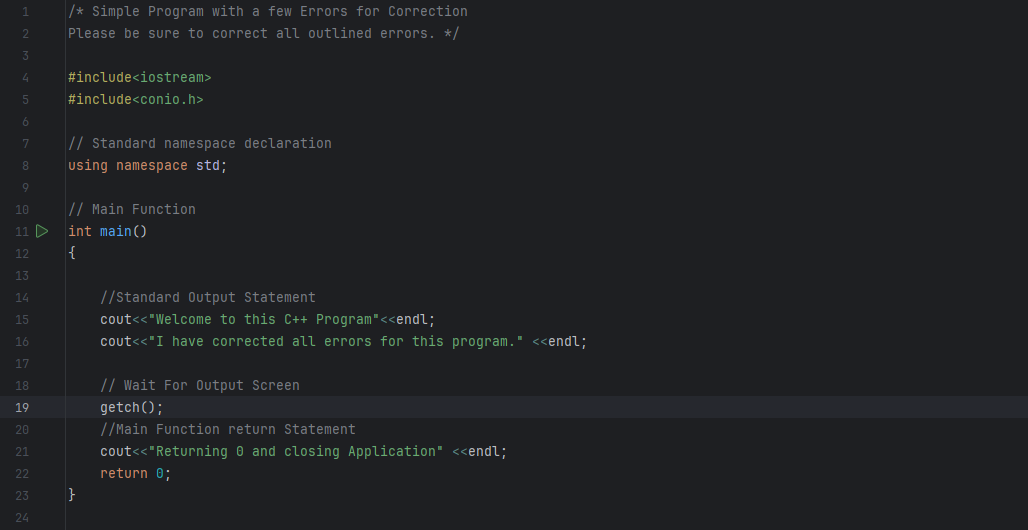 1 /* Simple Program with a few Errors for Correction
2 Please be sure to correct all outlined errors. */
3
4 #include<iostream>
5 #include<conio.h>
6
7 // Standard namespace declaration
8 using namespace std;
9
10 // Main Function
11 int main()
12 {
13
14     //Standard Output Statement
15     cout<<"Welcome to this C++ Program"<<endl;
16     cout<<"I have corrected all errors for this program." <<endl;
17
18     // Wait For Output Screen
19     getch();
20     //Main Function return Statement
21     cout<<"Returning 0 and closing Application" <<endl;
22     return 0;
23 }
24